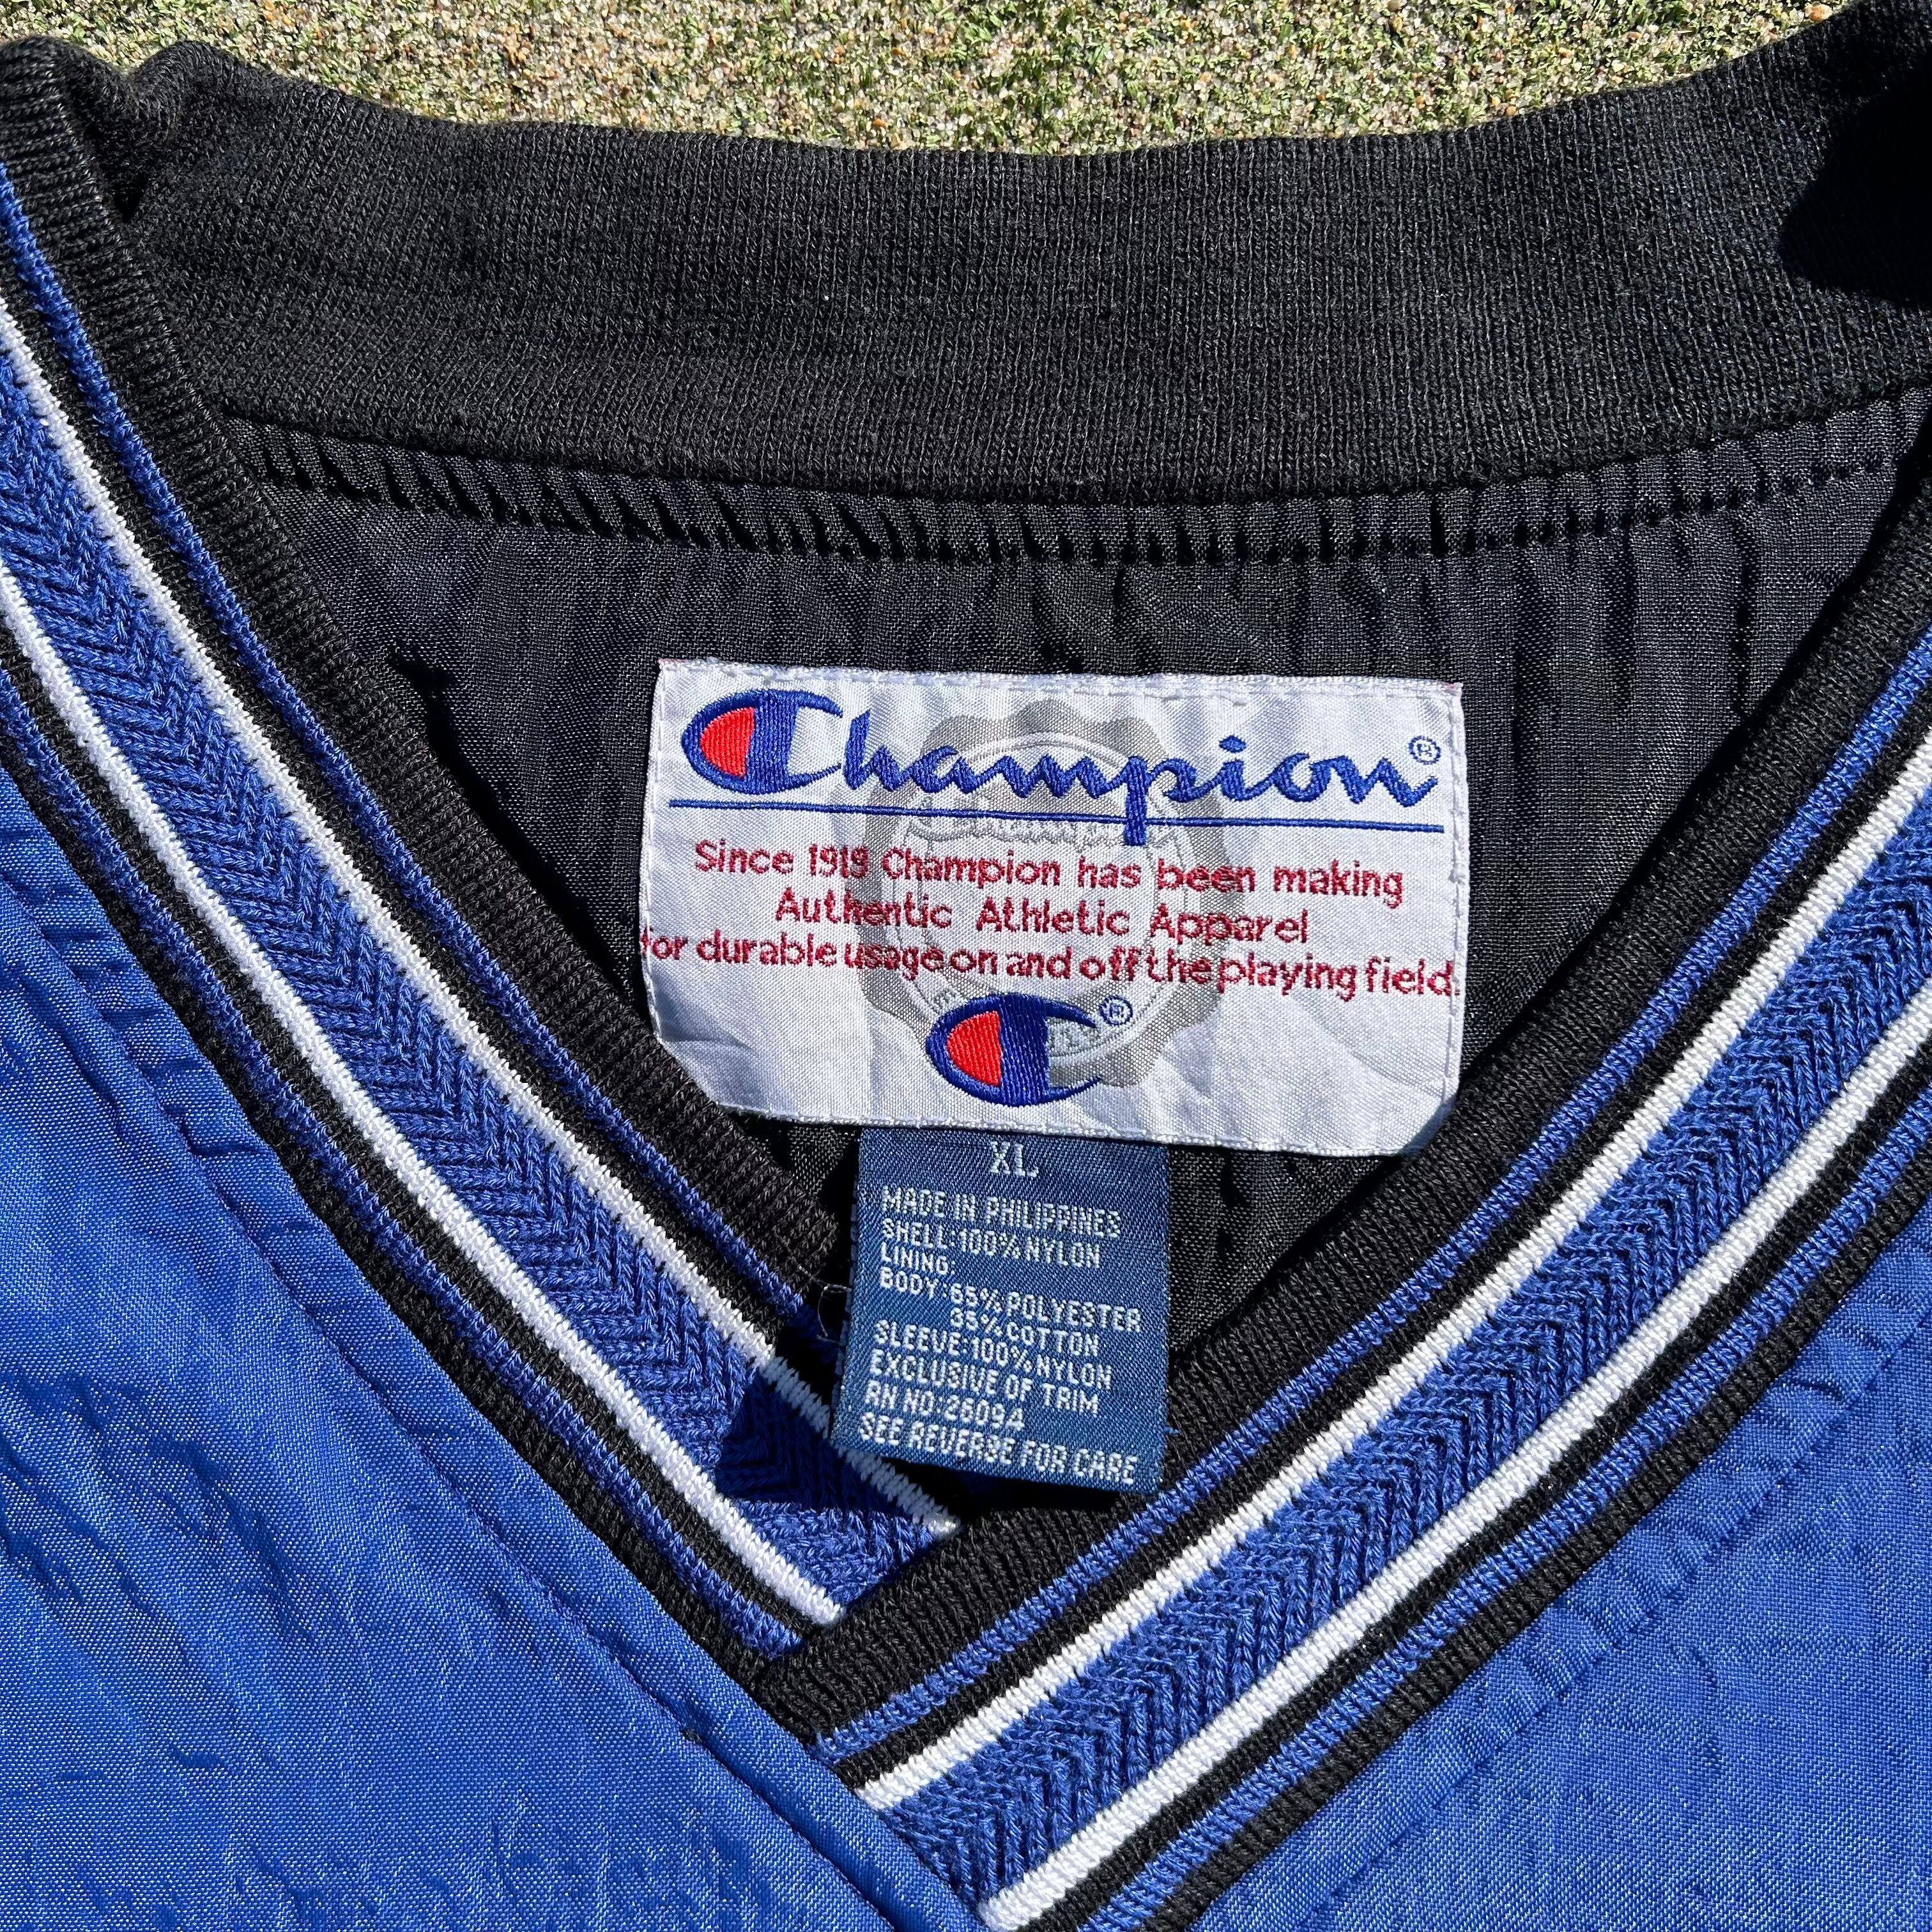 Champion®
Since 1919 Champion has been making
Authentic Athletic Apparel
for durable usage on and off the playing field.
®
XL
MADE IN PHILIPPINES
SHELL:100% NYLON
LINING:
BODY:65% POLYESTER
35% COTTON
SLEEVE:100% NYLON
EXCLUSIVE OF TRIM
RN NO:26094
SEE REVERSE FOR CARE